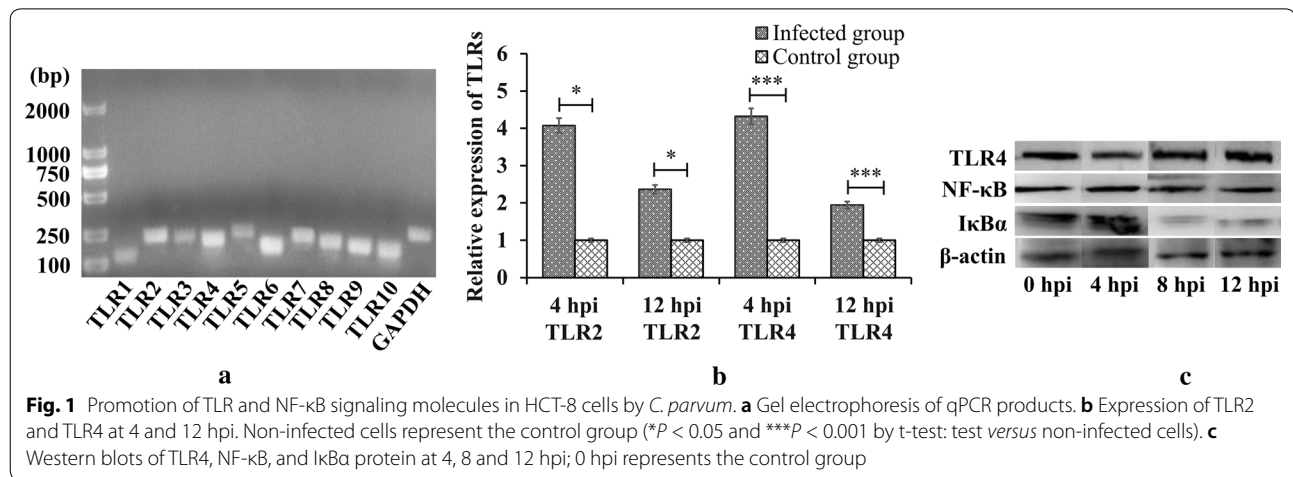 (bp)
2000
1000
750
500
250
100
TLR1
TLR2
TLR3
TLR4
TLR5
TLR6
TLR7
TLR8
TLR9
TLR10
GAPDH
a
Infected group
Control group
Relative expression of TLRs
6
5
4
3
2
1
0
*
*
***
***
4 hpi 12 hpi 4 hpi 12 hpi
TLR2 TLR2 TLR4 TLR4
b
TLR4
NF-κB
IκBα
β-actin
0 hpi 4 hpi 8 hpi 12 hpi
c
Fig. 1 Promotion of TLR and NF-κB signaling molecules in HCT-8 cells by C. parvum. a Gel electrophoresis of qPCR products. b Expression of TLR2
and TLR4 at 4 and 12 hpi. Non-infected cells represent the control group (*P < 0.05 and ***P < 0.001 by t-test: test versus non-infected cells). c
Western blots of TLR4, NF-κB, and IκBα protein at 4, 8 and 12 hpi; 0 hpi represents the control group